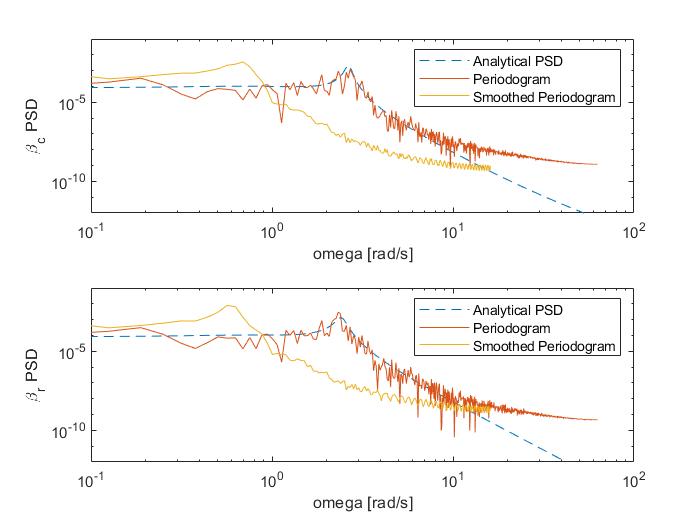 β_c PSD
10^-5
10^-10
Analytical PSD
Periodogram
Smoothed Periodogram
10^-1 10^0 10^1 10^2
omega [rad/s]
β_r PSD
10^-5
10^-10
Analytical PSD
Periodogram
Smoothed Periodogram
10^-1 10^0 10^1 10^2
omega [rad/s]